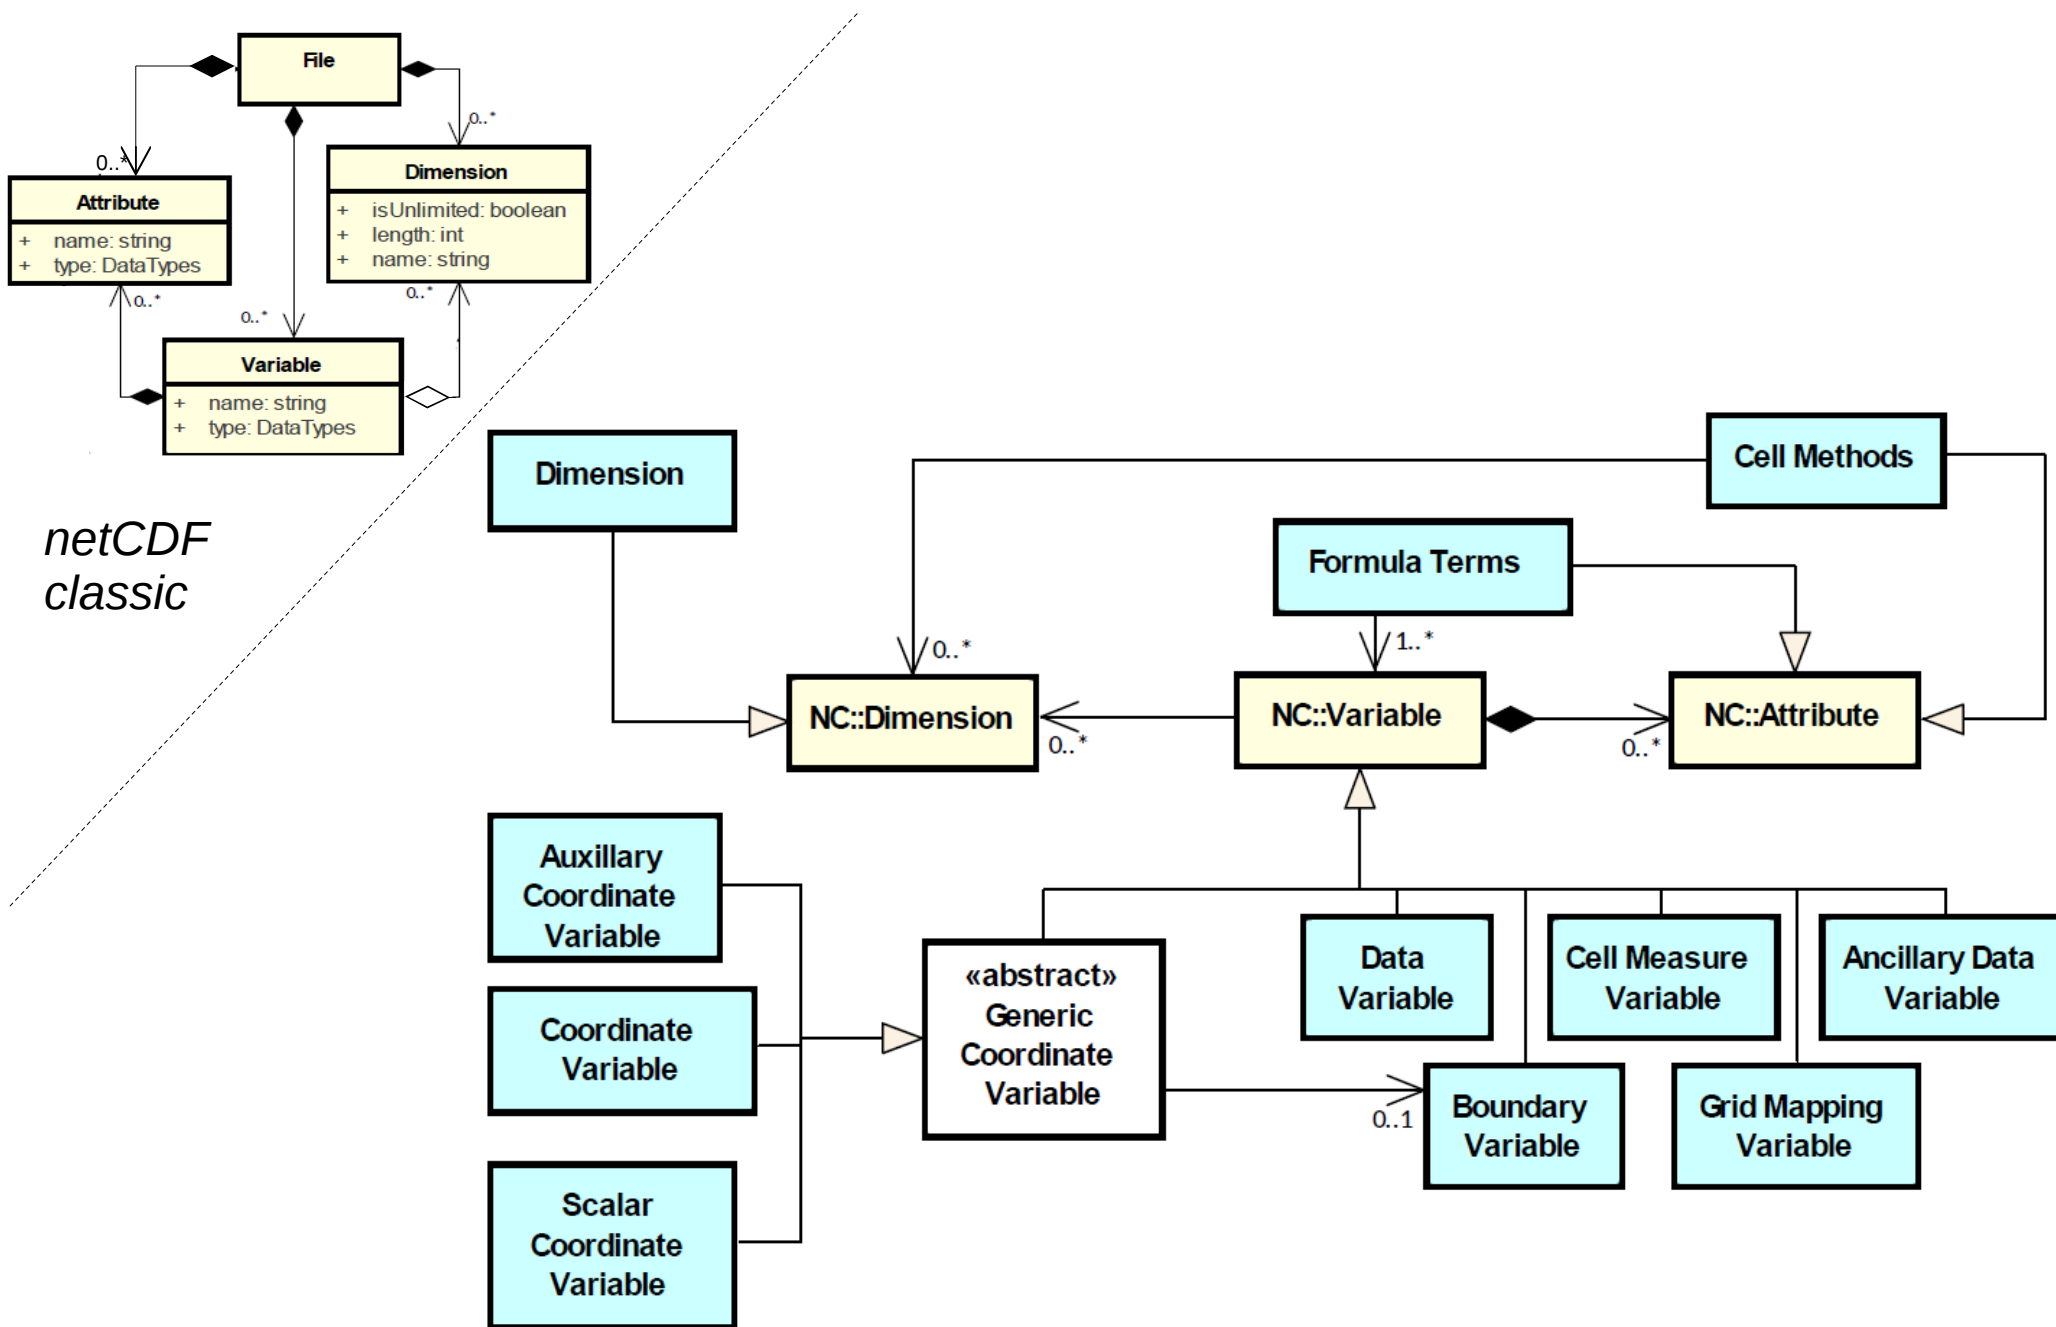 File
0..*
0..*
Dimension
+ isUnlimited: boolean
+ length: int
+ name: string
Attribute
+ name: string
+ type: DataTypes
0..*
0..*
0..*
Variable
+ name: string
+ type: DataTypes
netCDF
classic
Dimension
Cell Methods
Formula Terms
0..*
1..*
NC::Dimension
NC::Variable
NC::Attribute
0..*
0..*
Auxillary
Coordinate
Variable
Coordinate
Variable
Scalar
Coordinate
Variable
«abstract»
Generic
Coordinate
Variable
Data
Variable
Cell Measure
Variable
Ancillary Data
Variable
0..1
Boundary
Variable
Grid Mapping
Variable